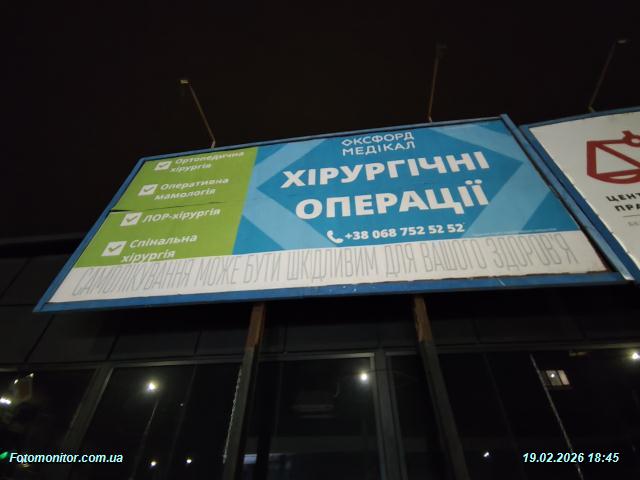 Ортопедична
хірургія
Оперативна
мамологія
ЛОР-хірургія
Спінальна
хірургія
ОКСФОРД
МЕДІКАЛ
ХІРУРГІЧНІ
ОПЕРАЦІЇ
+38 068 752 52 52
САМОЛІКУВАННЯ МОЖЕ БУТИ ШКІДЛИВИМ ДЛЯ ВАШОГО ЗДОРОВ'Я
Fotomonitor.com.ua
19.02.2026 18:45